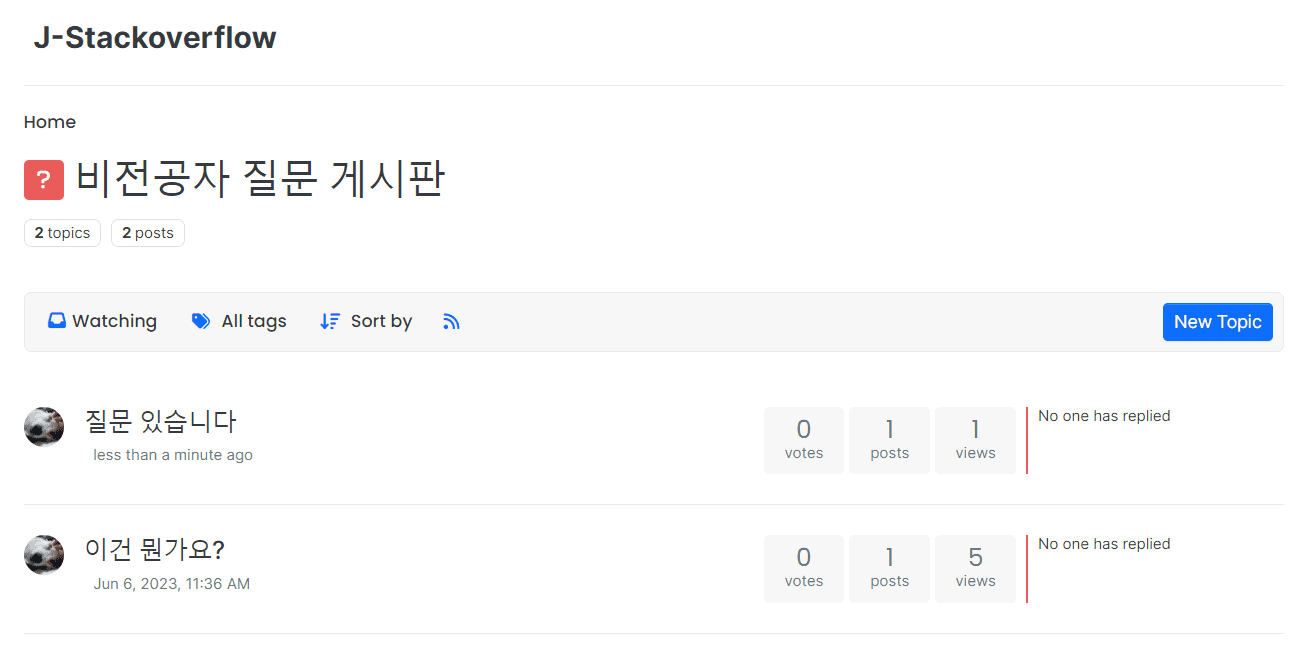 J-Stackoverflow
Home
? 비전공자 질문 게시판
2 topics 2 posts
Watching All tags Sort by New Topic
질문 있습니다
less than a minute ago
0 votes
1 posts
1 views
No one has replied
이건 뭔가요?
Jun 6, 2023, 11:36 AM
0 votes
1 posts
5 views
No one has replied